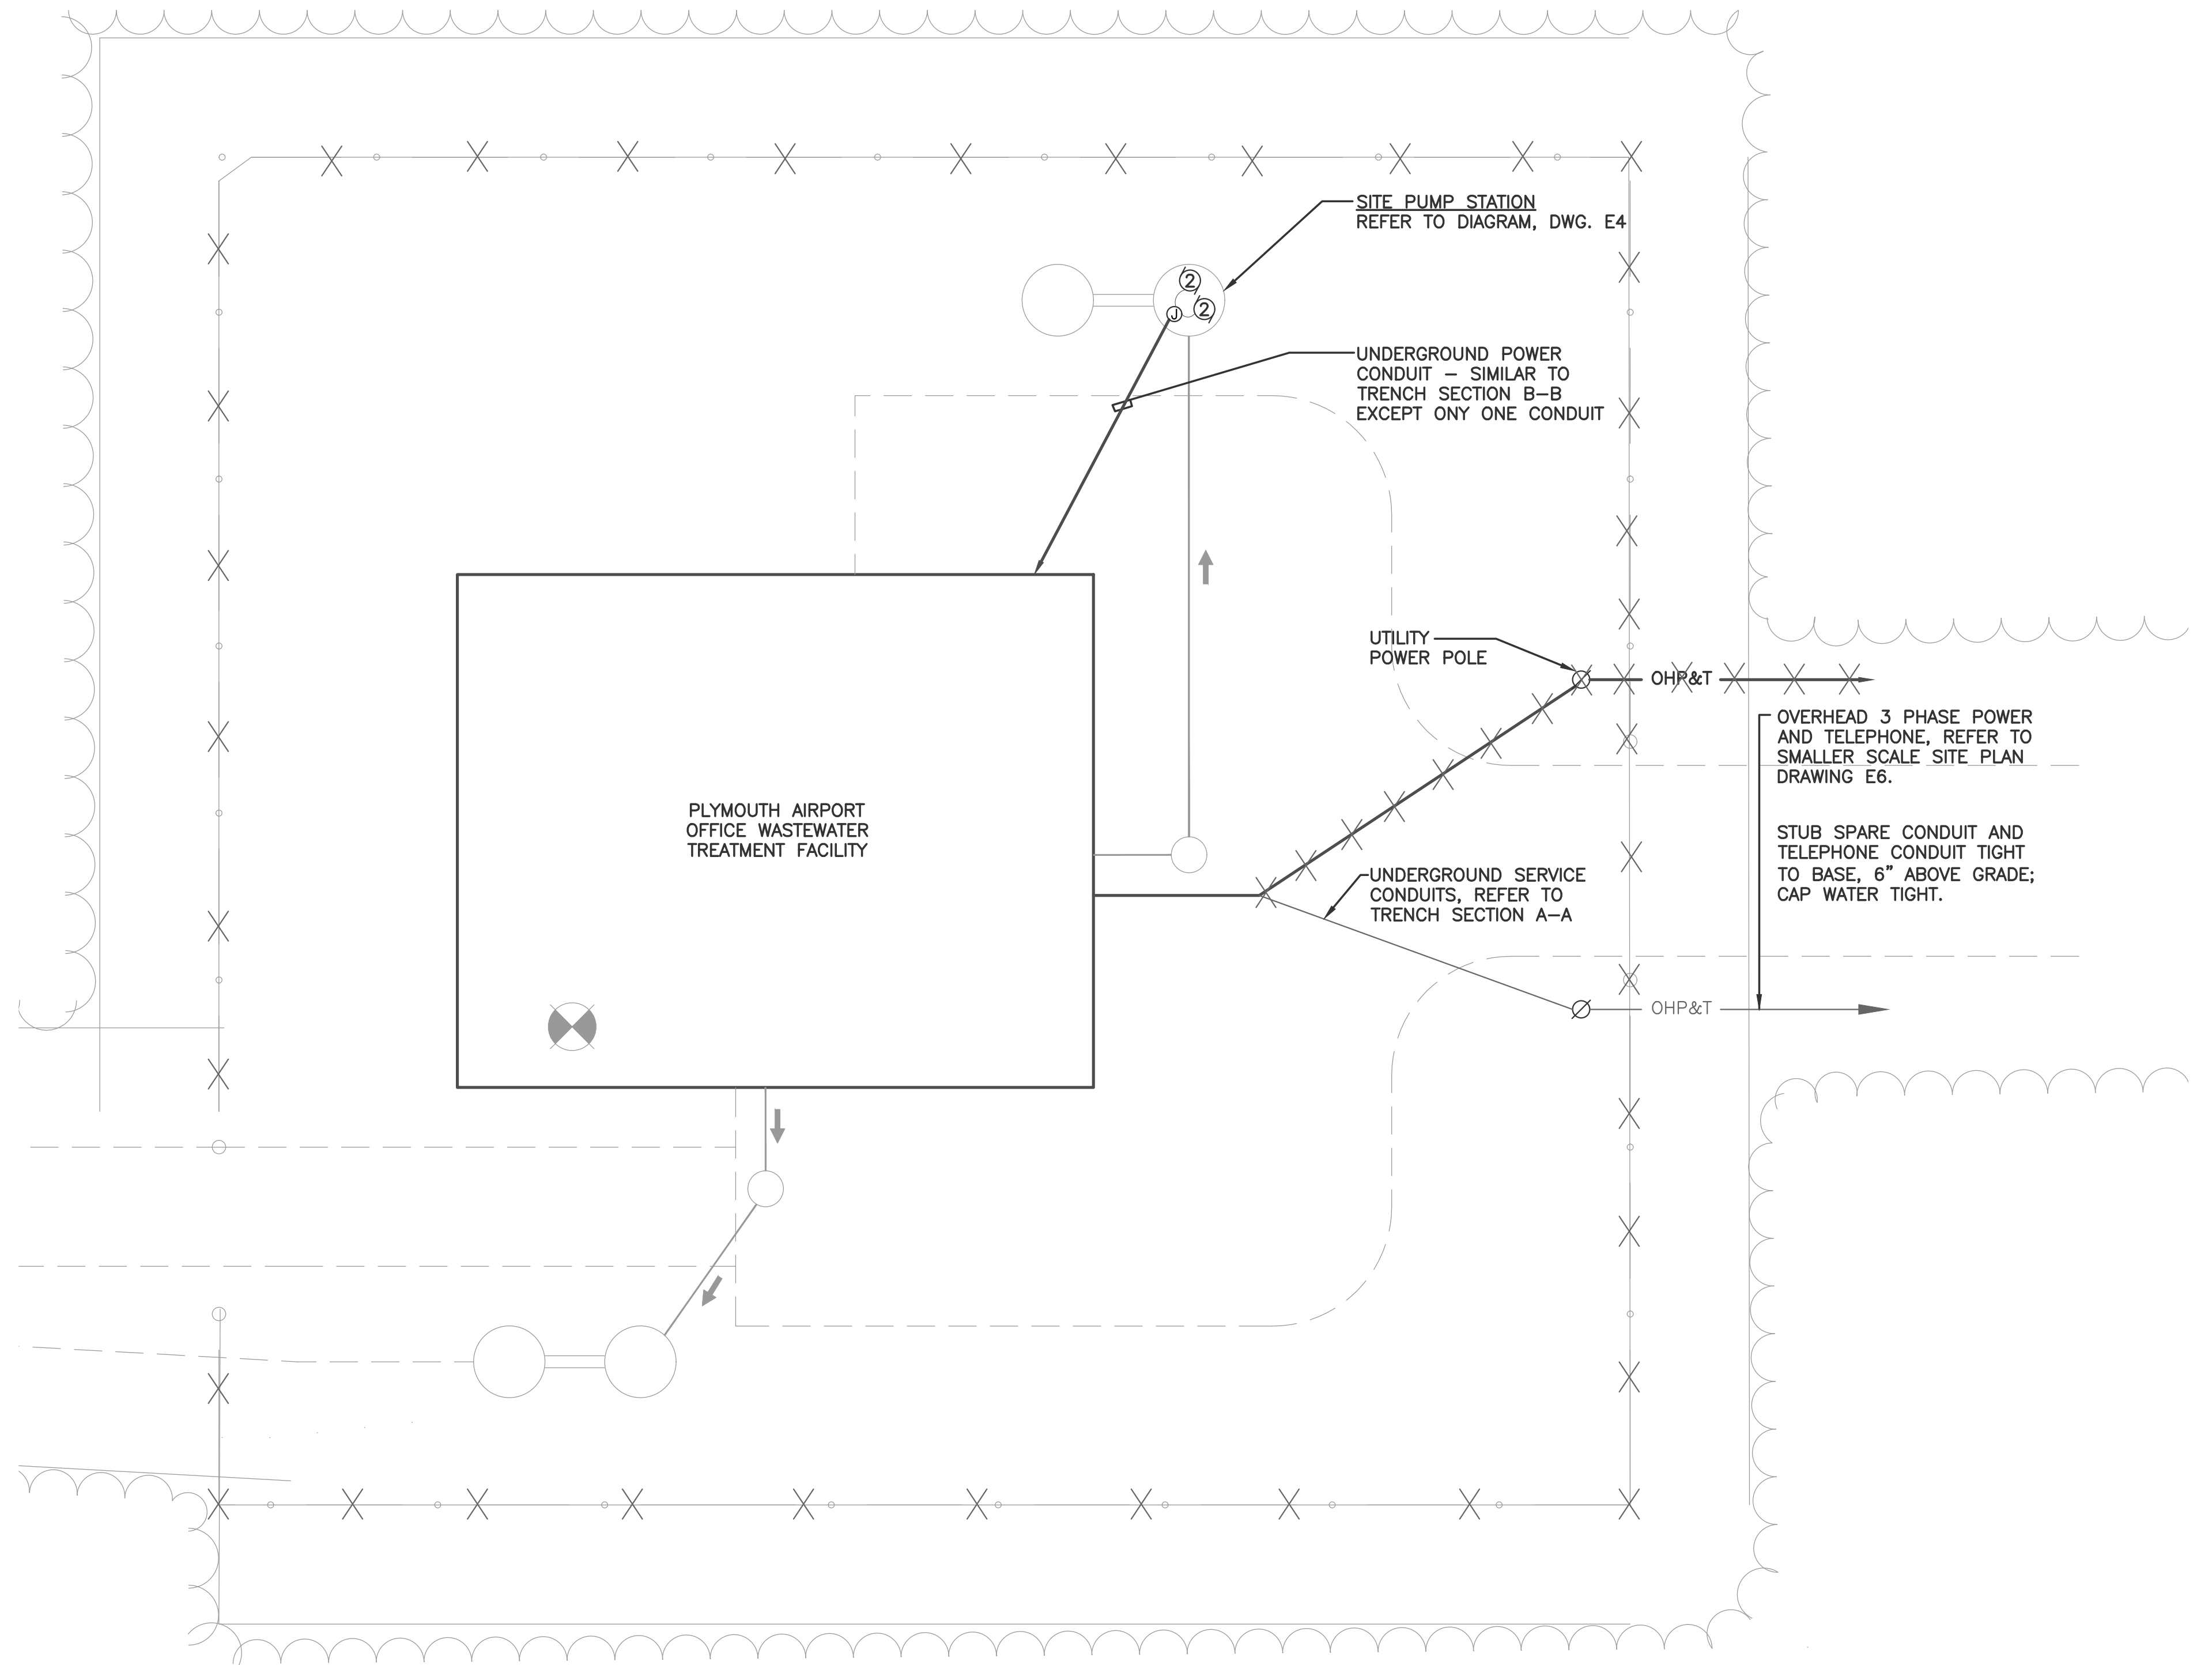 SITE PUMP STATION
REFER TO DIAGRAM, DWG. E4
2
2
J
UNDERGROUND POWER
CONDUIT – SIMILAR TO
TRENCH SECTION B–B
EXCEPT ONY ONE CONDUIT
UTILITY
POWER POLE
OHP&T
OVERHEAD 3 PHASE POWER
AND TELEPHONE, REFER TO
SMALLER SCALE SITE PLAN
DRAWING E6.
PLYMOUTH AIRPORT
OFFICE WASTEWATER
TREATMENT FACILITY
STUB SPARE CONDUIT AND
TELEPHONE CONDUIT TIGHT
TO BASE, 6" ABOVE GRADE;
CAP WATER TIGHT.
UNDERGROUND SERVICE
CONDUITS, REFER TO
TRENCH SECTION A–A
OHP&T